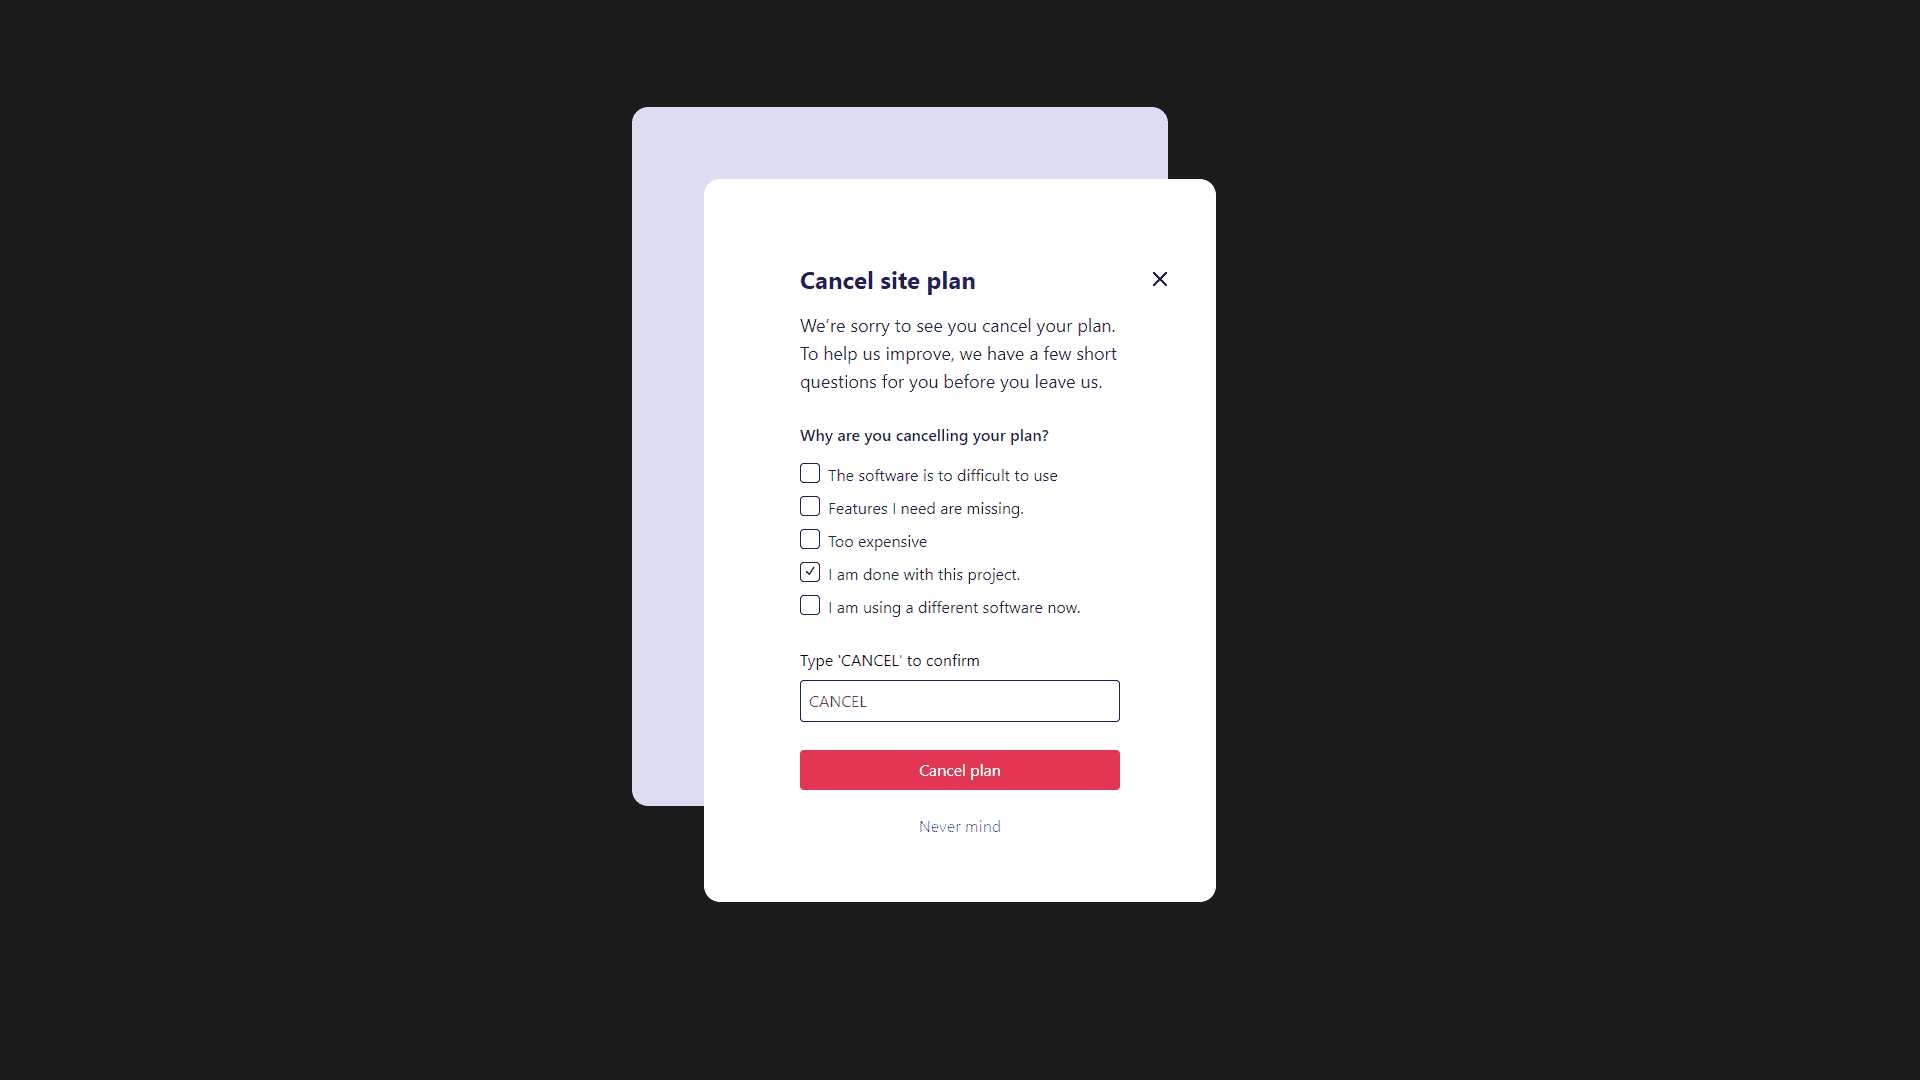 Cancel site plan
We’re sorry to see you cancel your plan.
To help us improve, we have a few short
questions for you before you leave us.
Why are you cancelling your plan?
The software is to difficult to use
Features I need are missing.
Too expensive
I am done with this project.
I am using a different software now.
Type 'CANCEL' to confirm
CANCEL
Cancel plan
Never mind